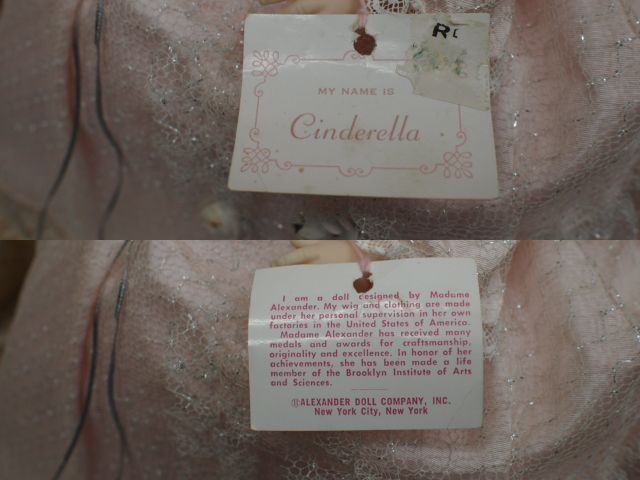 R
MY NAME IS
Cinderella
I am a doll designed by Madame
Alexander. My wig and clothing are made
under her personal supervision in her own
factories in the United States of America.
Madame Alexander has received many
medals and awards for craftsmanship,
originality and excellence. In honor of her
achievements, she has been made a life
member of the Brooklyn Institute of Arts
and Sciences.
ALEXANDER DOLL COMPANY, INC.
New York City, New York